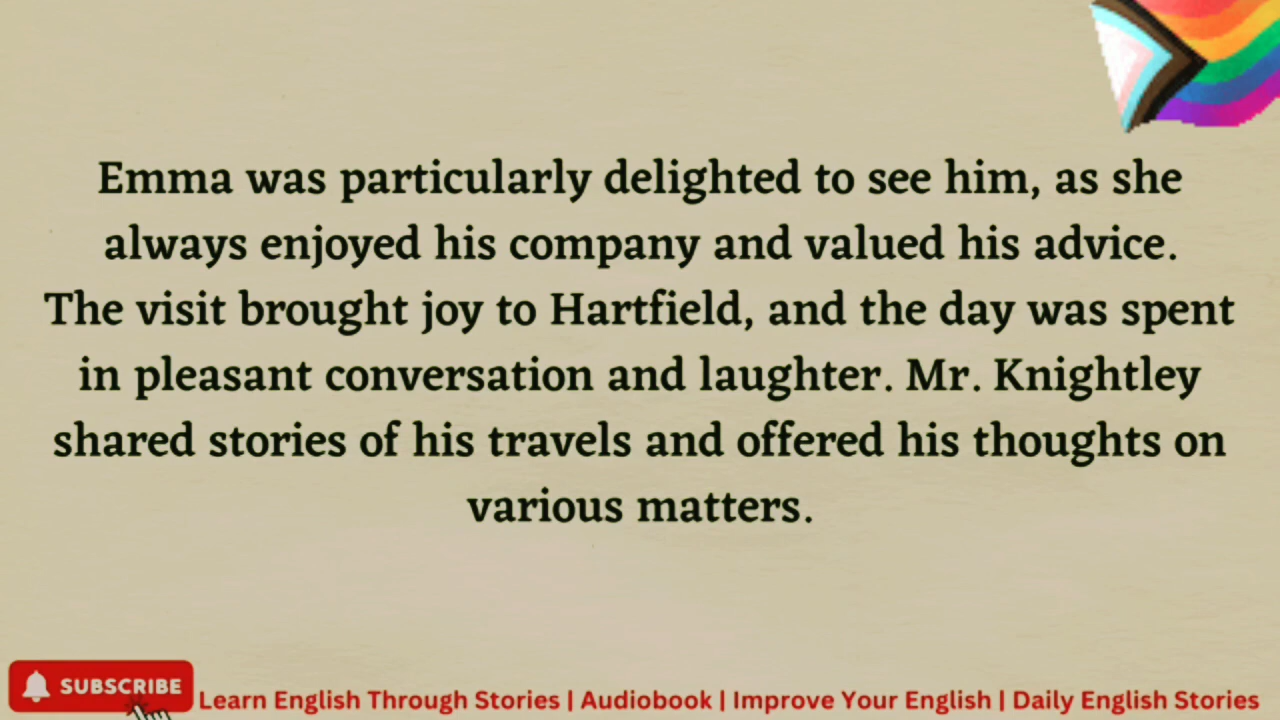 Emma was particularly delighted to see him, as she
always enjoyed his company and valued his advice.
The visit brought joy to Hartfield, and the day was spent
in pleasant conversation and laughter. Mr. Knightley
shared stories of his travels and offered his thoughts on
various matters.
SUBSCRIBE
Learn English Through Stories | Audiobook | Improve Your English | Daily English Stories